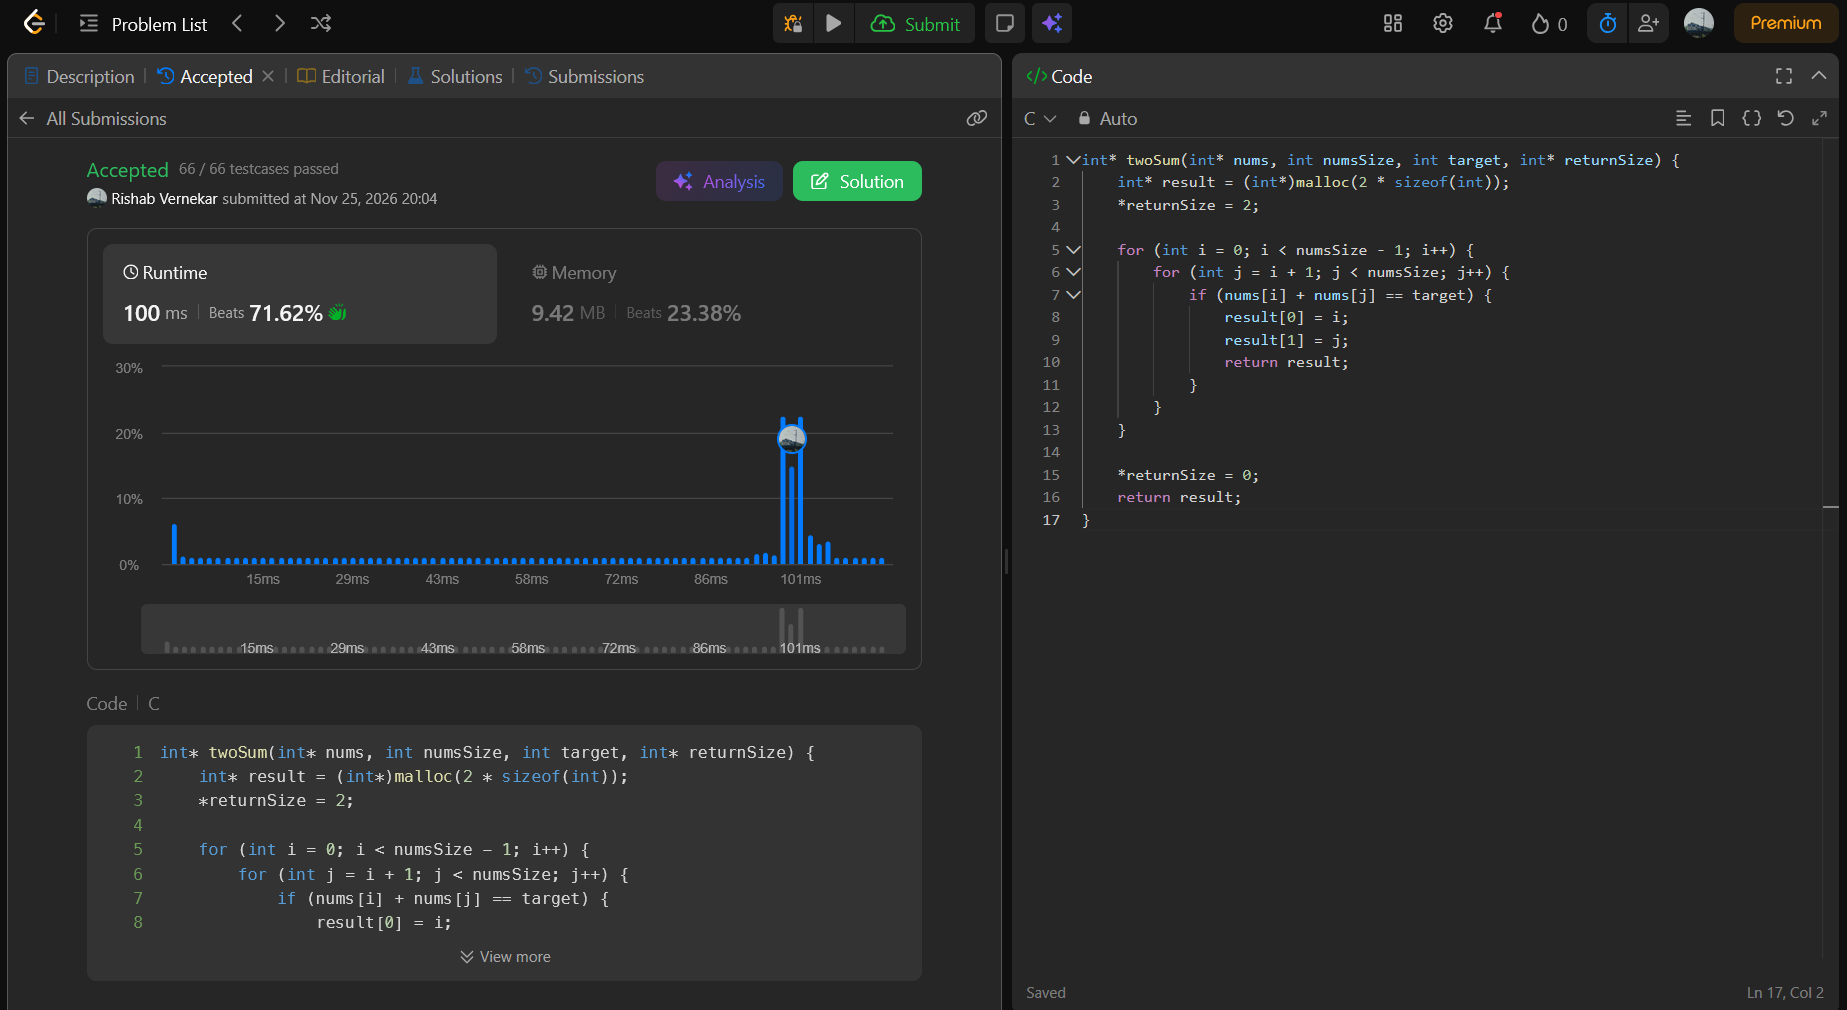 Problem List
Submit
0
Premium
Description
Accepted
Editorial
Solutions
Submissions
All Submissions
Accepted 66 / 66 testcases passed
Rishab Vernekar submitted at Nov 25, 2026 20:04
Analysis
Solution
Runtime
100 ms Beats 71.62%
Memory
9.42 MB Beats 23.38%
30%
20%
10%
0%
15ms 29ms 43ms 58ms 72ms 86ms 101ms
15ms 29ms 43ms 58ms 72ms 86ms 101ms
Code C
1 int* twoSum(int* nums, int numsSize, int target, int* returnSize) {
2     int* result = (int*)malloc(2 * sizeof(int));
3     *returnSize = 2;
4
5     for (int i = 0; i < numsSize - 1; i++) {
6         for (int j = i + 1; j < numsSize; j++) {
7             if (nums[i] + nums[j] == target) {
8                 result[0] = i;
View more
</> Code
C Auto
1 int* twoSum(int* nums, int numsSize, int target, int* returnSize) {
2     int* result = (int*)malloc(2 * sizeof(int));
3     *returnSize = 2;
4
5     for (int i = 0; i < numsSize - 1; i++) {
6         for (int j = i + 1; j < numsSize; j++) {
7             if (nums[i] + nums[j] == target) {
8                 result[0] = i;
9                 result[1] = j;
10                 return result;
11             }
12         }
13     }
14
15     *returnSize = 0;
16     return result;
17 }
Saved
Ln 17, Col 2